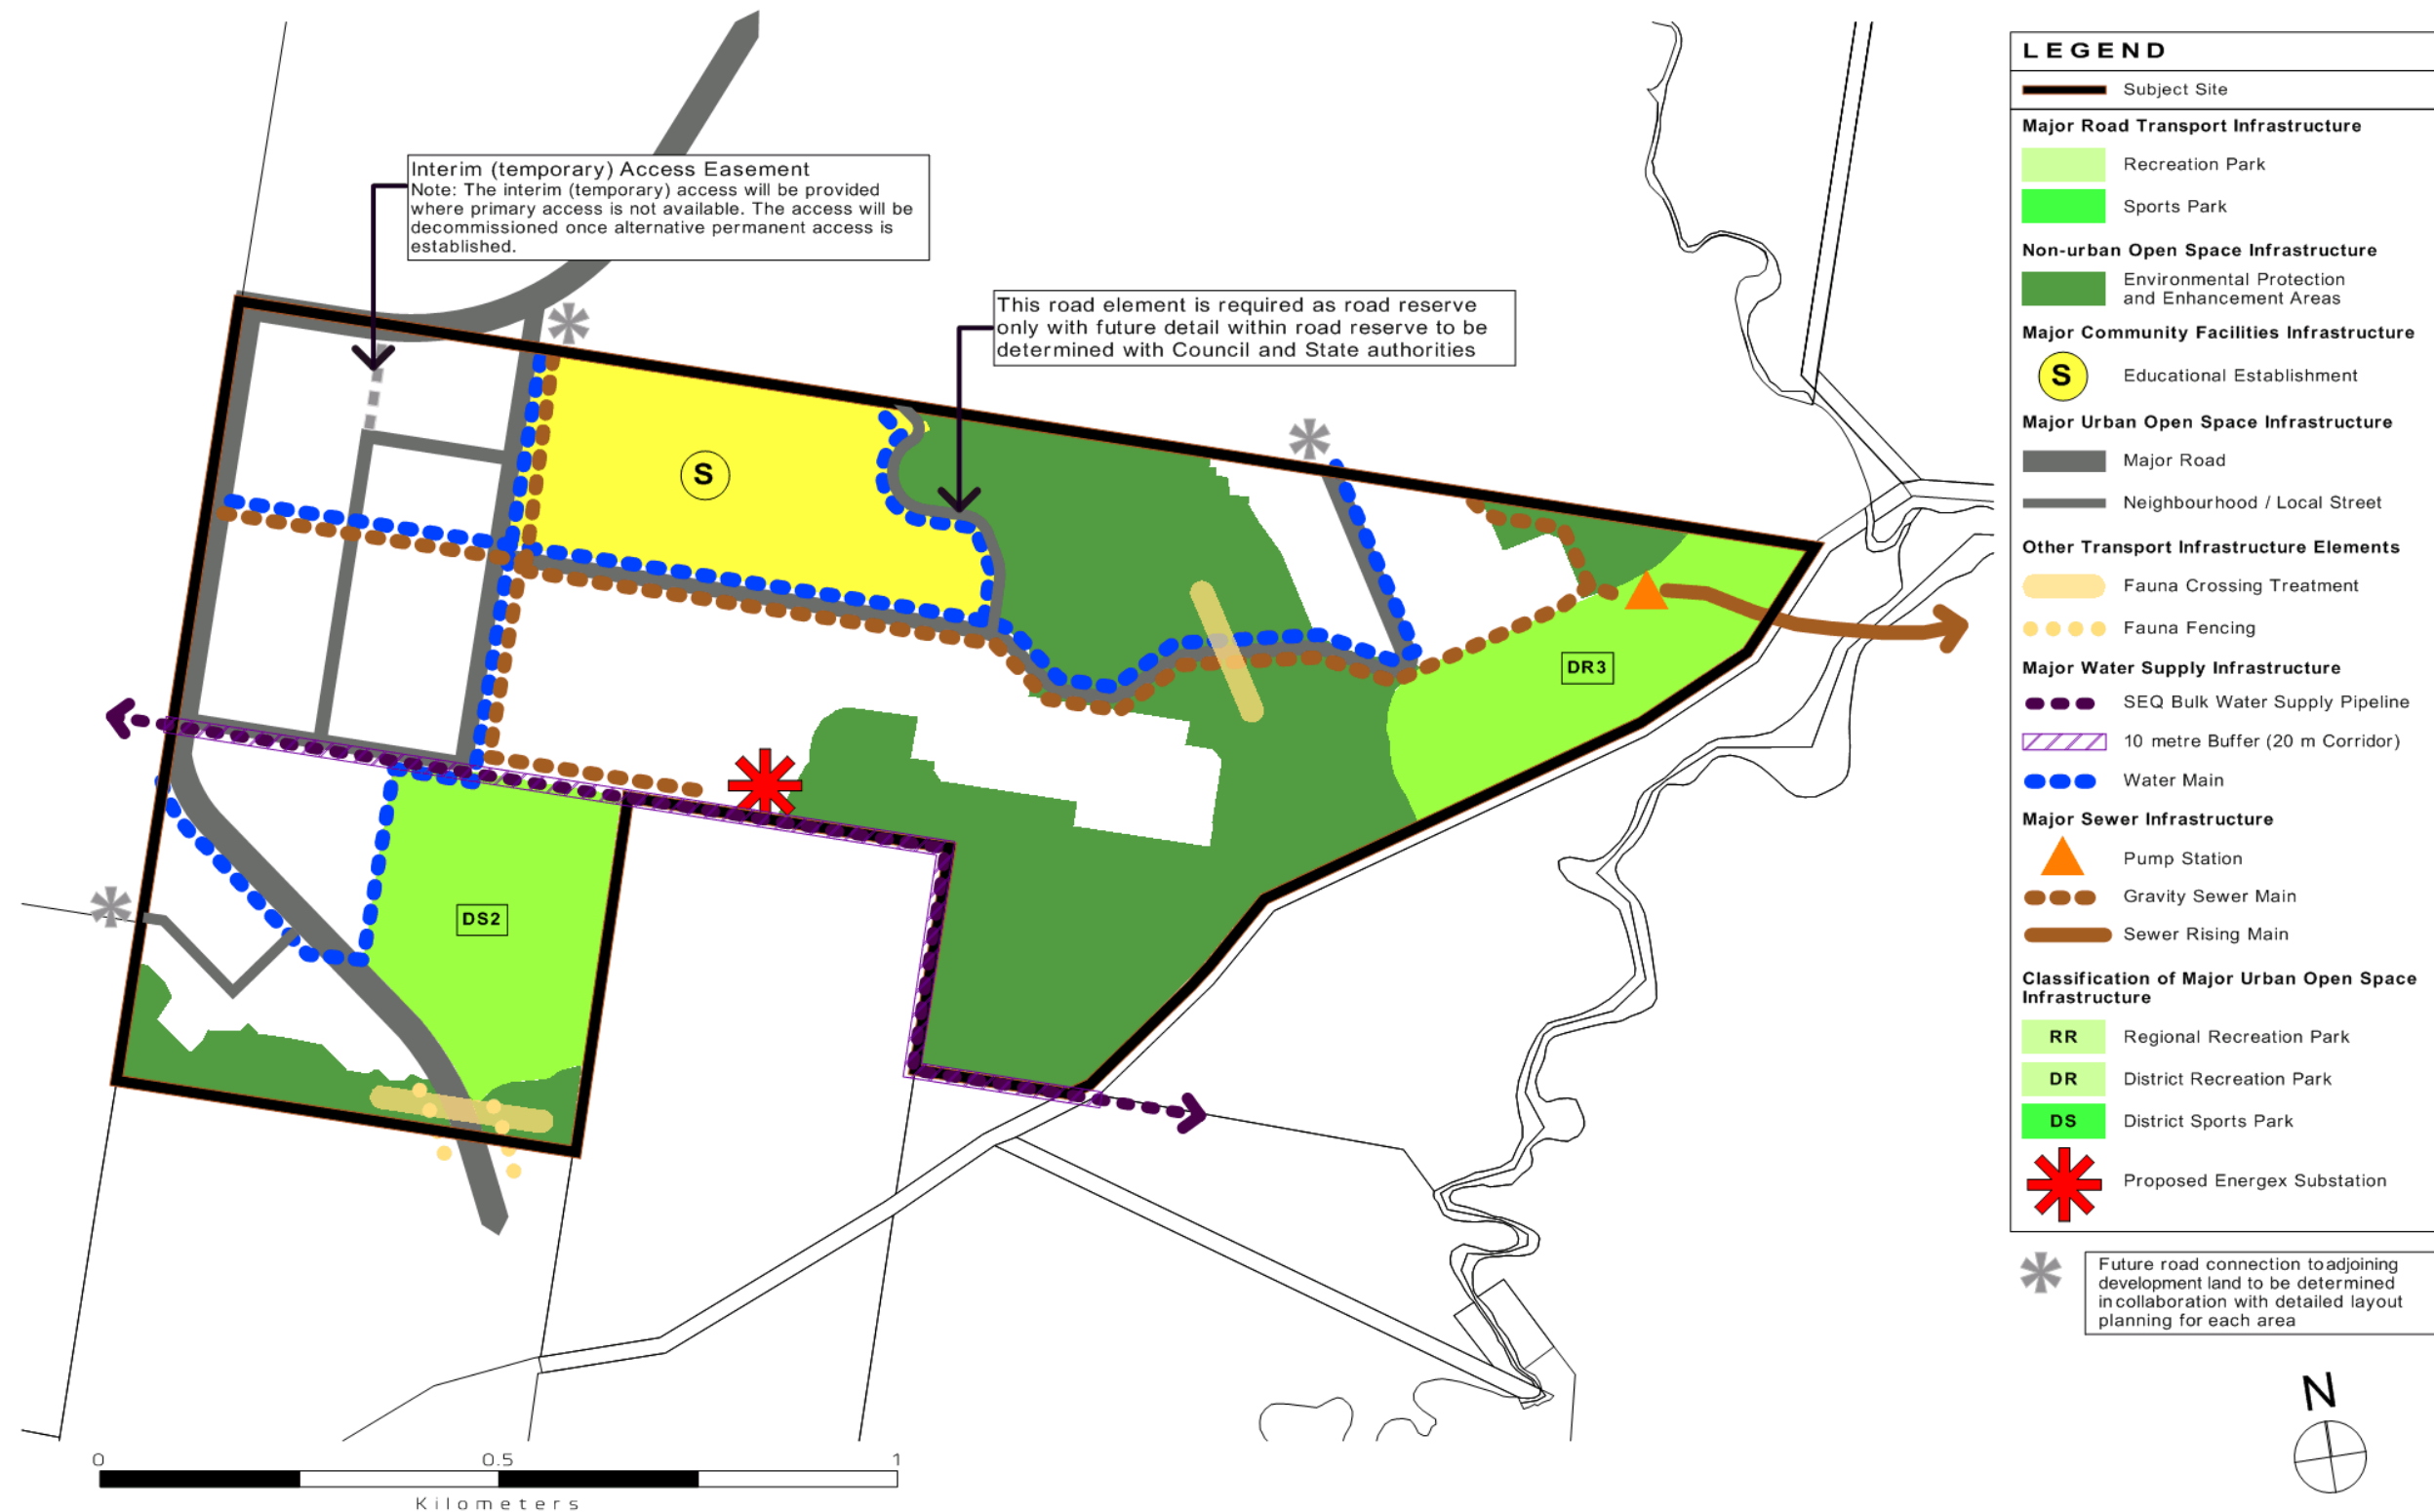 Interim (temporary) Access Easement
Note: The interim (temporary) access will be provided
where primary access is not available. The access will be
decommissioned once alternative permanent access is
established.
This road element is required as road reserve
only with future detail within road reserve to be
determined with Council and State authorities
S
DR3
DS2
0
0.5
1
Kilometers
LEGEND
Subject Site
Major Road Transport Infrastructure
Recreation Park
Sports Park
Non-urban Open Space Infrastructure
Environmental Protection
and Enhancement Areas
Major Community Facilities Infrastructure
S
Educational Establishment
Major Urban Open Space Infrastructure
Major Road
Neighbourhood / Local Street
Other Transport Infrastructure Elements
Fauna Crossing Treatment
Fauna Fencing
Major Water Supply Infrastructure
SEQ Bulk Water Supply Pipeline
10 metre Buffer (20 m Corridor)
Water Main
Major Sewer Infrastructure
Pump Station
Gravity Sewer Main
Sewer Rising Main
Classification of Major Urban Open Space
Infrastructure
RR Regional Recreation Park
DR District Recreation Park
DS District Sports Park
Proposed Energex Substation
Future road connection to adjoining
development land to be determined
in collaboration with detailed layout
planning for each area
N